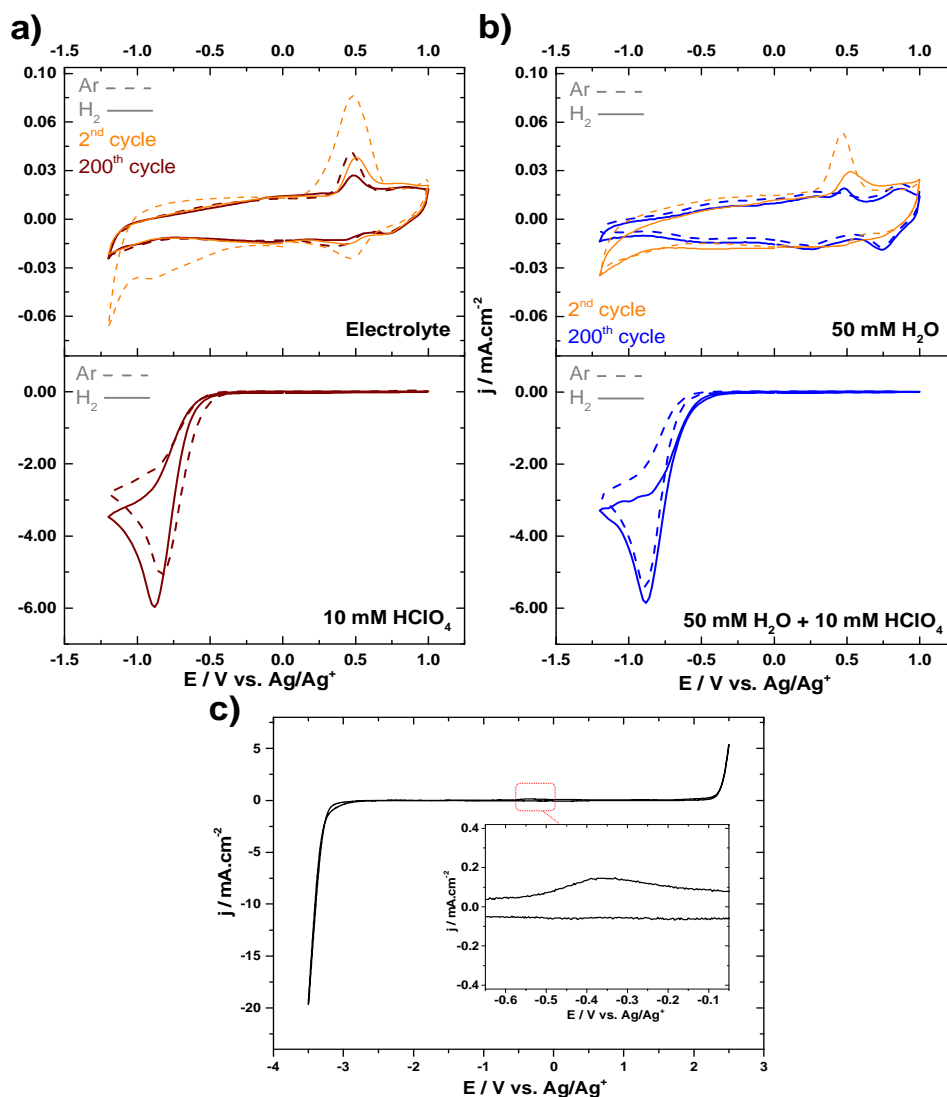 a)
b)
-1.5 -1.0 -0.5 0.0 0.5 1.0
-1.5 -1.0 -0.5 0.0 0.5 1.0
0.10
0.06
0.03
0.00
-0.03
-0.06
Ar
H₂
2ⁿᵈ cycle
200ᵗʰ cycle
Electrolyte
0.10
0.06
0.03
0.00
-0.03
-0.06
Ar
H₂
2ⁿᵈ cycle
200ᵗʰ cycle
50 mM H₂O
j / mA.cm⁻²
0.00
-2.00
-4.00
-6.00
Ar
H₂
10 mM HClO₄
-1.5 -1.0 -0.5 0.0 0.5 1.0
E / V vs. Ag/Ag⁺
0.00
-2.00
-4.00
-6.00
Ar
H₂
50 mM H₂O + 10 mM HClO₄
-1.5 -1.0 -0.5 0.0 0.5 1.0
E / V vs. Ag/Ag⁺
c)
j / mA.cm⁻²
5
0
-5
-10
-15
-20
-4 -3 -2 -1 0 1 2 3
E / V vs. Ag/Ag⁺
j / mA.cm⁻²
0.4
0.2
0.0
-0.2
-0.4
-0.6 -0.5 -0.4 -0.3 -0.2 -0.1
E / V vs. Ag/Ag⁺